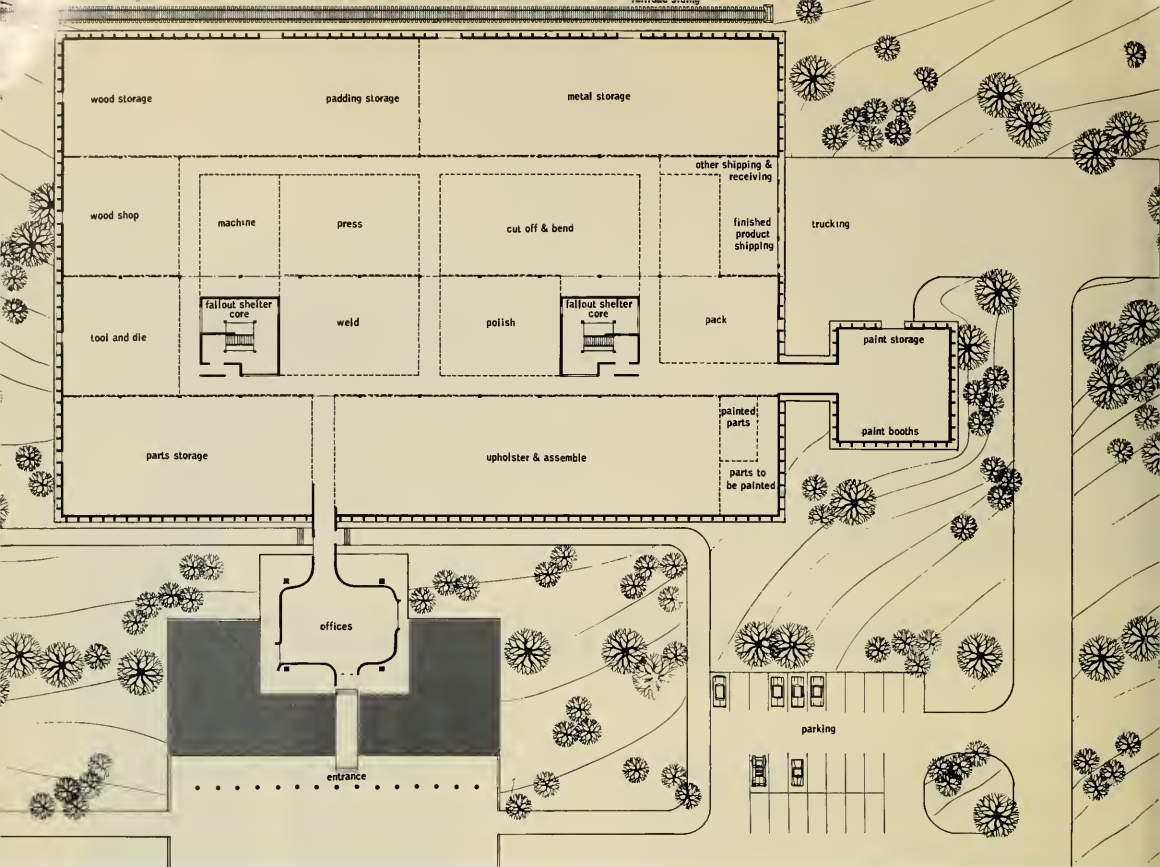 railroad siding
wood storage
padding storage
metal storage
other shipping &
receiving
wood shop
machine
press
cut off & bend
finished
product
shipping
trucking
fallout shelter
core
fallout shelter
core
tool and die
weld
polish
pack
paint storage
painted
parts
paint booths
parts storage
upholster & assemble
parts to
be painted
offices
parking
entrance